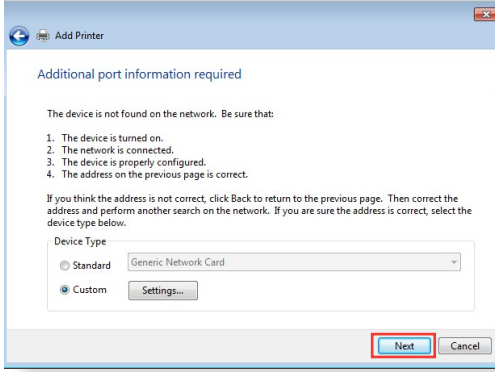 Add Printer
Additional port information required
The device is not found on the network. Be sure that:
1. The device is turned on.
2. The network is connected.
3. The device is properly configured.
4. The address on the previous page is correct.
If you think the address is not correct, click Back to return to the previous page. Then correct the
address and perform another search on the network. If you are sure the address is correct, select the
device type below.
Device Type
Standard Generic Network Card
Custom Settings...
Next Cancel